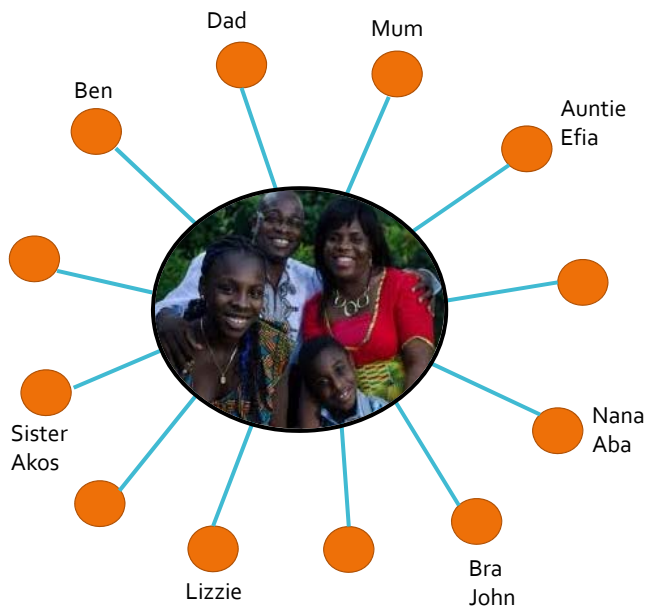 Dad
Mum
Ben
Auntie
Efia
Nana
Aba
Sister
Akos
Bra
John
Lizzie